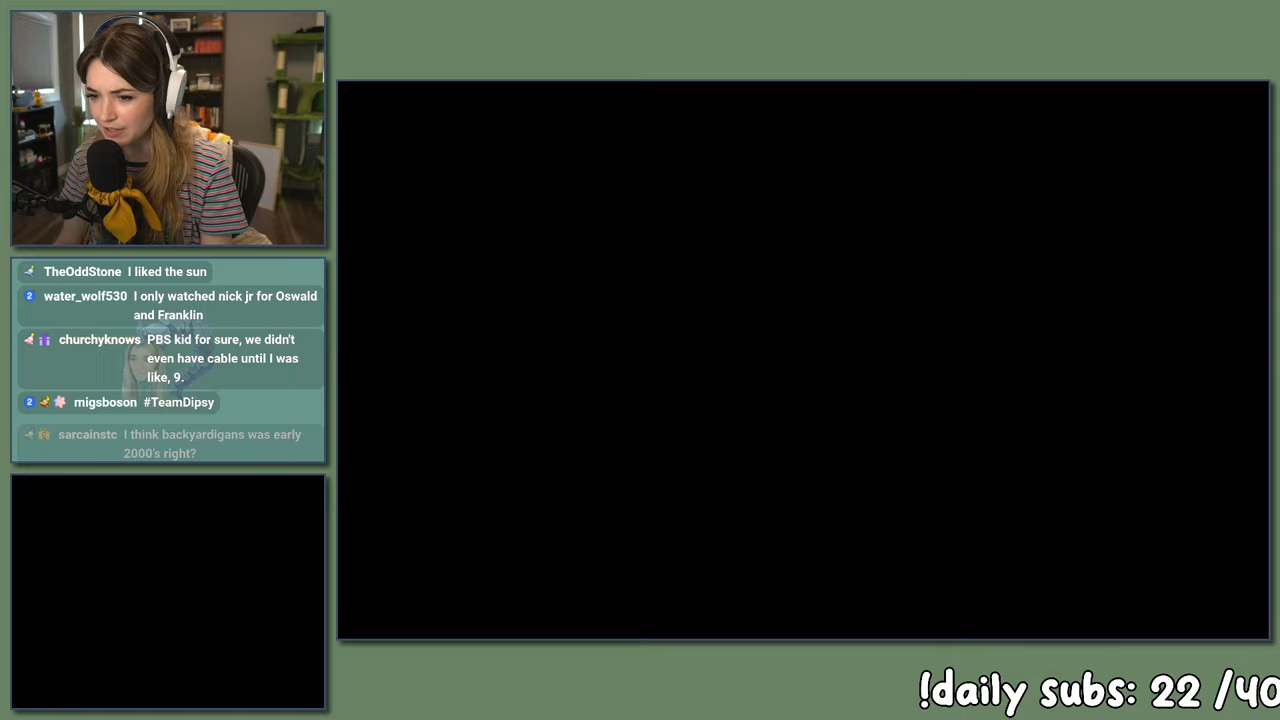 TheOddStone I liked the sun
water_wolf530 I only watched nick jr for Oswald
and Franklin
churchyknows PBS kid for sure, we didn't
even have cable until I was
like, 9.
migsboson #TeamDipsy
sarcainstc I think backyardigans was early
2000's right?
!daily subs: 22 /40